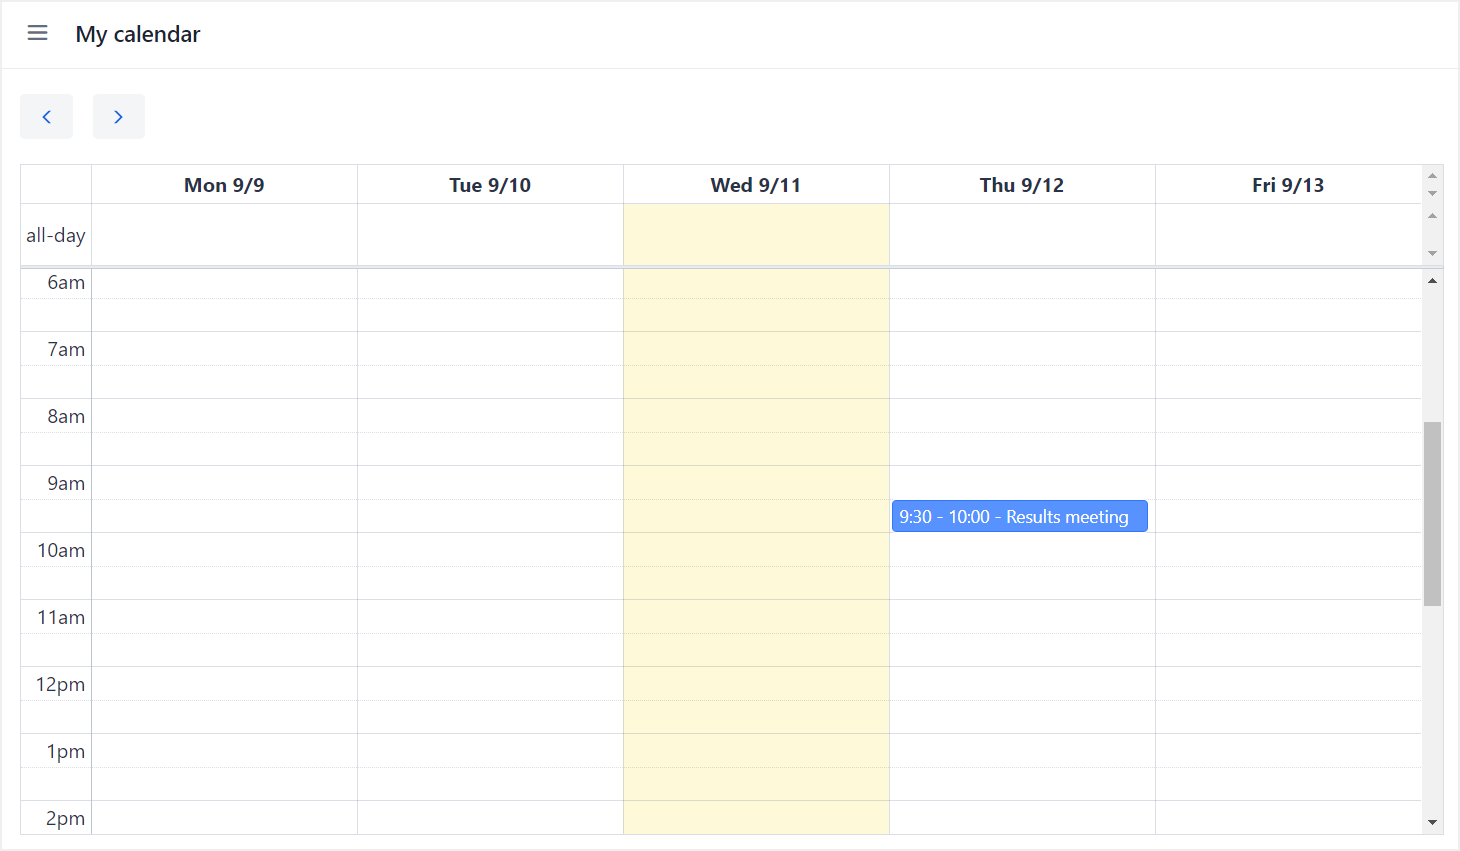 My calendar
Mon 9/9 Tue 9/10 Wed 9/11 Thu 9/12 Fri 9/13
all-day
6am
7am
8am
9am
9:30 - 10:00 - Results meeting
10am
11am
12pm
1pm
2pm